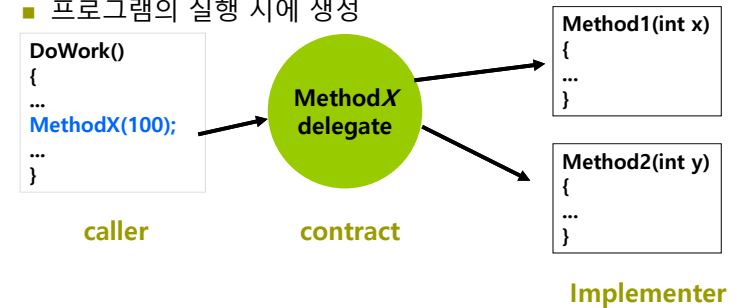 ▪ 프로그램의 실행 시에 생성
DoWork()
{
...
MethodX(100);
...
}
caller
MethodX
delegate
contract
Method1(int x)
{
...
}
Method2(int y)
{
...
}
Implementer